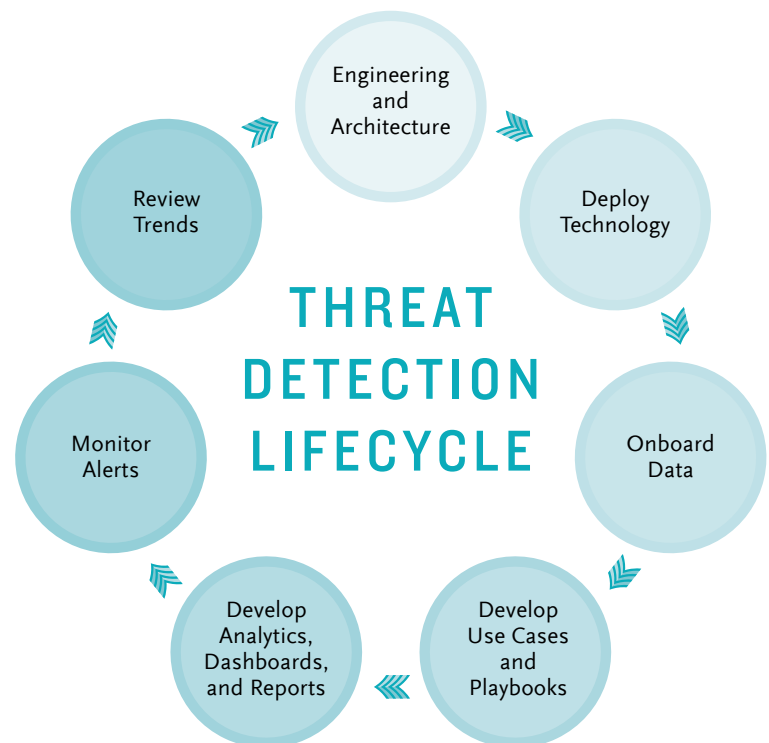 THREAT
DETECTION
LIFECYCLE
Engineering
and
Architecture
Deploy
Technology
Onboard
Data
Develop
Use Cases
and
Playbooks
Develop
Analytics,
Dashboards,
and Reports
Monitor
Alerts
Review
Trends